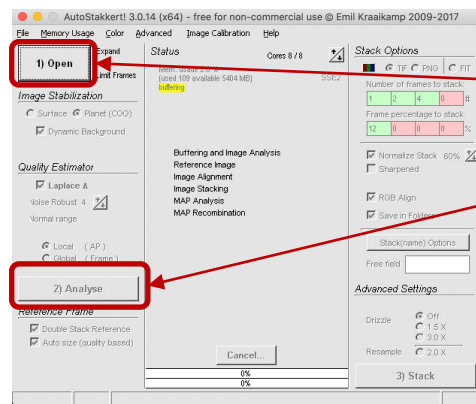 AutoStakkert! 3.0.14 (x64) - free for non-commercial use © Emil Kraaikamp 2009-2017
File Memory Usage Color Advanced Image Calibration Help
1) Open
Expand
Limit Frames
Image Stabilization
Surface Planet (COG)
Dynamic Background
Quality Estimator
Laplace Δ
Noise Robust 4
Normal range
Local (AP)
Global (Frame)
2) Analyse
Reference Frame
Double Stack Reference
Auto size (quality based)
Status
Cores 8 / 8
Mem. usage 2.0 %
(used 109 available 5404 MB)
SSE2
buffering
Buffering and Image Analysis
Reference Image
Image Alignment
Image Stacking
MAP Analysis
MAP Recombination
Cancel...
0%
0%
Stack Options
TIF PNG FIT
Number of frames to stack:
1 2 4 0 #
Frame percentage to stack:
12 0 0 0 %
Normalize Stack 60%
Sharpened
RGB Align
Save in Folders
Stack(name) Options
Free field
Advanced Settings
Drizzle
Off
1.5 X
3.0 X
Resample 2.0 X
3) Stack